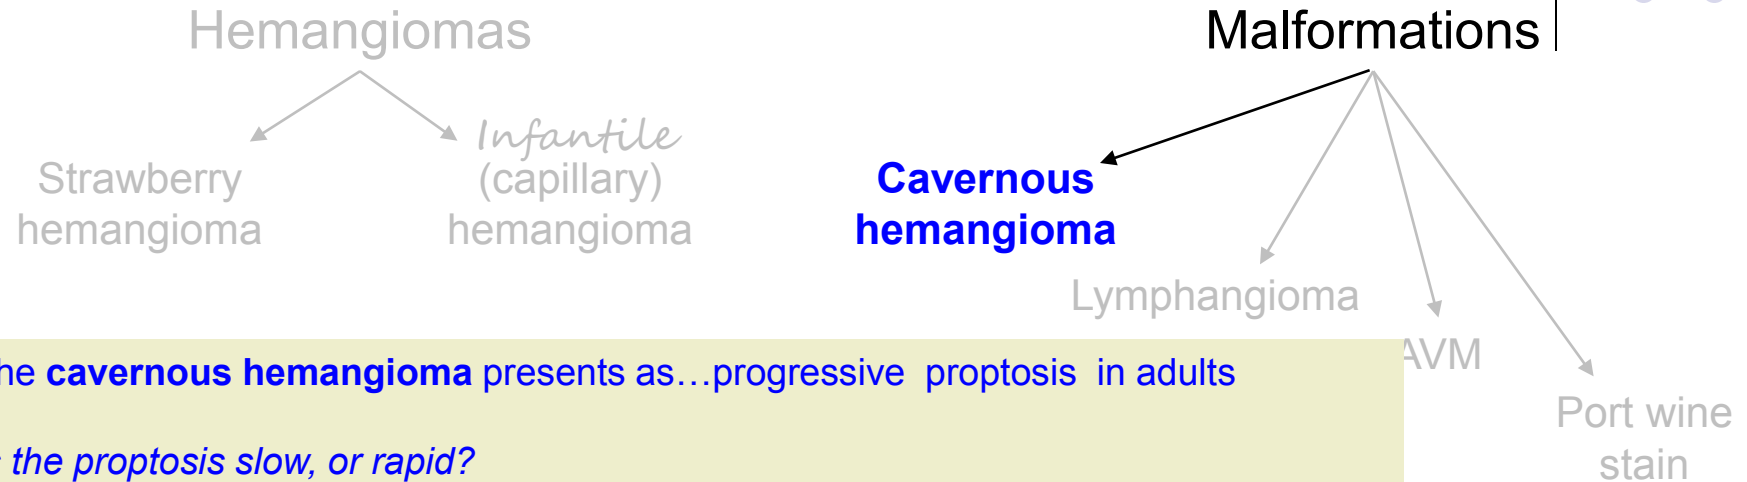 Hemangiomas
Malformations
Infantile
Strawberry
hemangioma
(capillary)
hemangioma
Cavernous
hemangioma
Lymphangioma
AVM
Port wine
stain
cavernous hemangioma presents as…progressive proptosis in adults
the proptosis slow, or rapid?